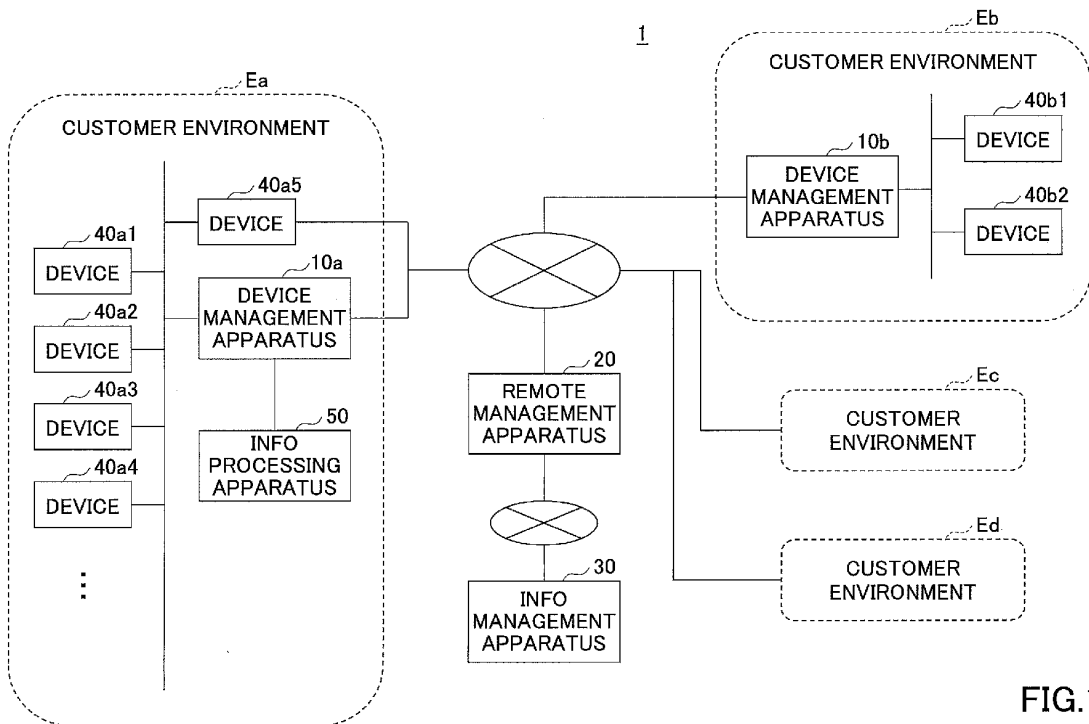 1
Ea
CUSTOMER ENVIRONMENT
40a5
DEVICE
40a1
DEVICE
10a
DEVICE
MANAGEMENT
APPARATUS
40a2
DEVICE
40a3
DEVICE
50
INFO
PROCESSING
APPARATUS
40a4
DEVICE
20
REMOTE
MANAGEMENT
APPARATUS
30
INFO
MANAGEMENT
APPARATUS
Eb
CUSTOMER ENVIRONMENT
40b1
DEVICE
10b
DEVICE
MANAGEMENT
APPARATUS
40b2
DEVICE
Ec
CUSTOMER
ENVIRONMENT
Ed
CUSTOMER
ENVIRONMENT